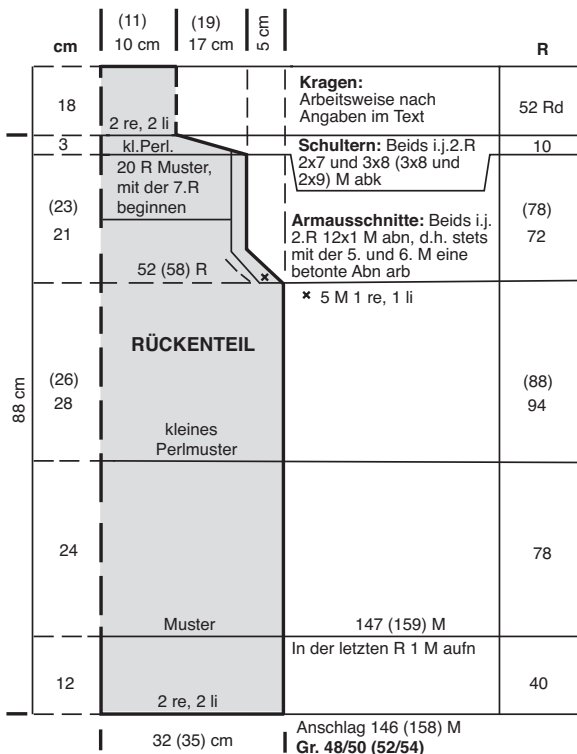 (11) (19)
cm 10 cm 17 cm 5 cm R
18 Kragen: 52 Rd
Arbeitsweise nach
Angaben im Text
2 re, 2 li
3 kl.Perl. Schultern: Beids i.j.2.R 10
20 R Muster, 2x7 und 3x8 (3x8 und
mit der 7.R 2x9) M abk
beginnen
(23) Armausschnitte: Beids i.j. (78)
21 2.R 12x1 M abn, d.h. stets 72
mit der 5. und 6. M eine
52 (58) R betonte Abn arb
× 5 M 1 re, 1 li
RÜCKENTEIL
88 cm
(26) (88)
28 94
kleines
Perlmuster
24 78
Muster 147 (159) M
In der letzten R 1 M aufn
12 40
2 re, 2 li
32 (35) cm Anschlag 146 (158) M
Gr. 48/50 (52/54)